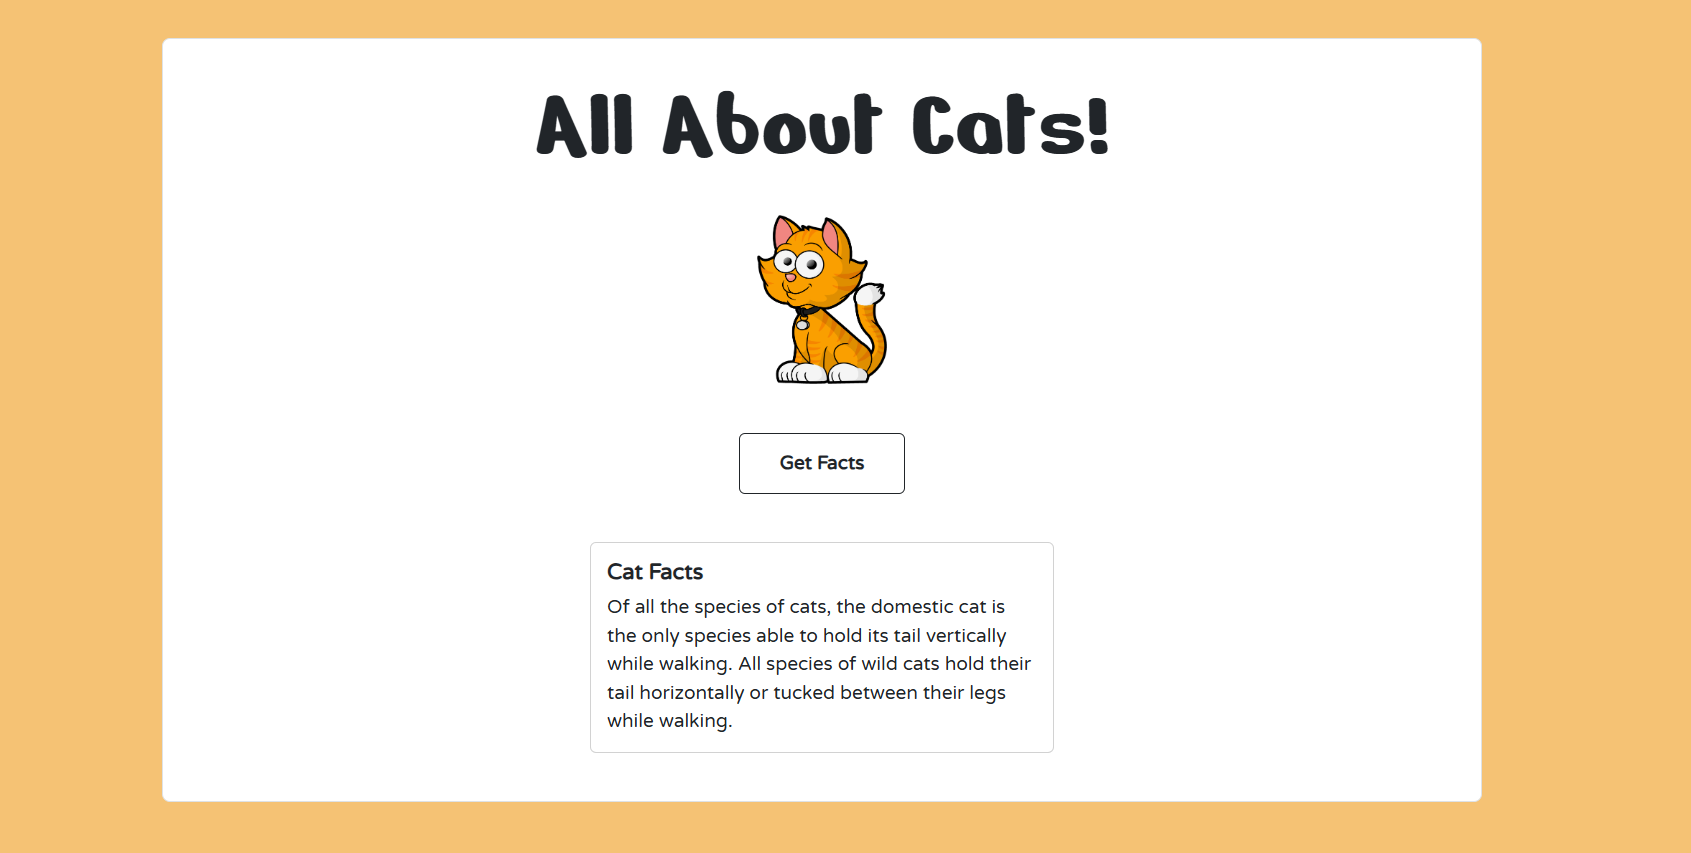 All About Cats!
Get Facts
Cat Facts
Of all the species of cats, the domestic cat is
the only species able to hold its tail vertically
while walking. All species of wild cats hold their
tail horizontally or tucked between their legs
while walking.